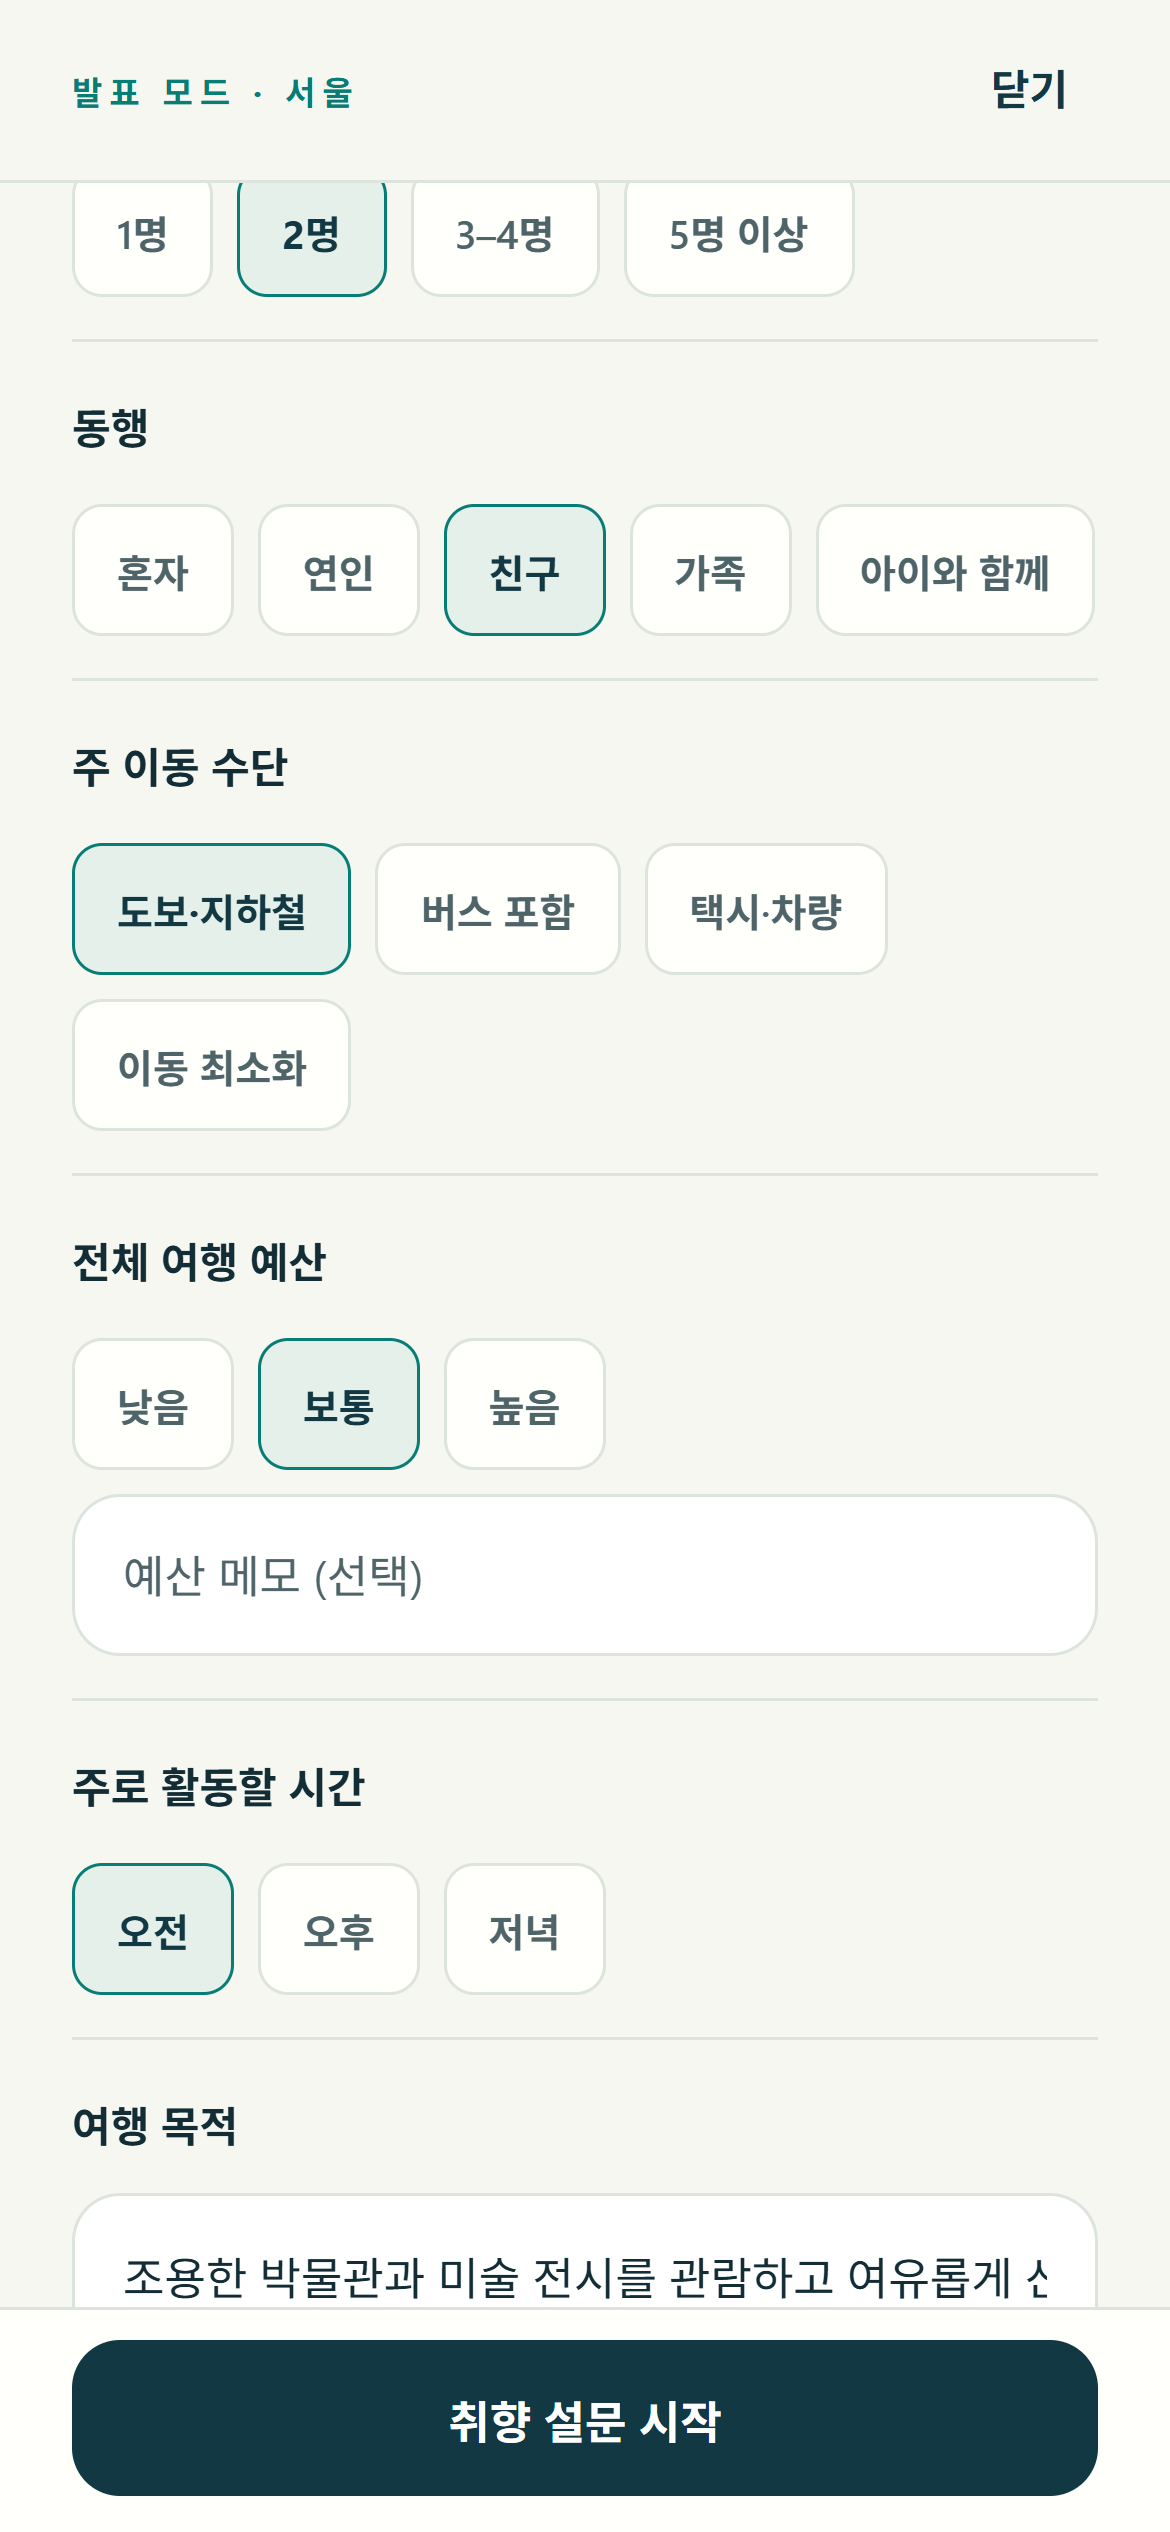 발표 모드 · 서울
닫기
1명 2명 3–4명 5명 이상
동행
혼자 연인 친구 가족 아이와 함께
주 이동 수단
도보·지하철 버스 포함 택시·차량
이동 최소화
전체 여행 예산
낮음 보통 높음
예산 메모 (선택)
주로 활동할 시간
오전 오후 저녁
여행 목적
조용한 박물관과 미술 전시를 관람하고 여유롭게
취향 설문 시작